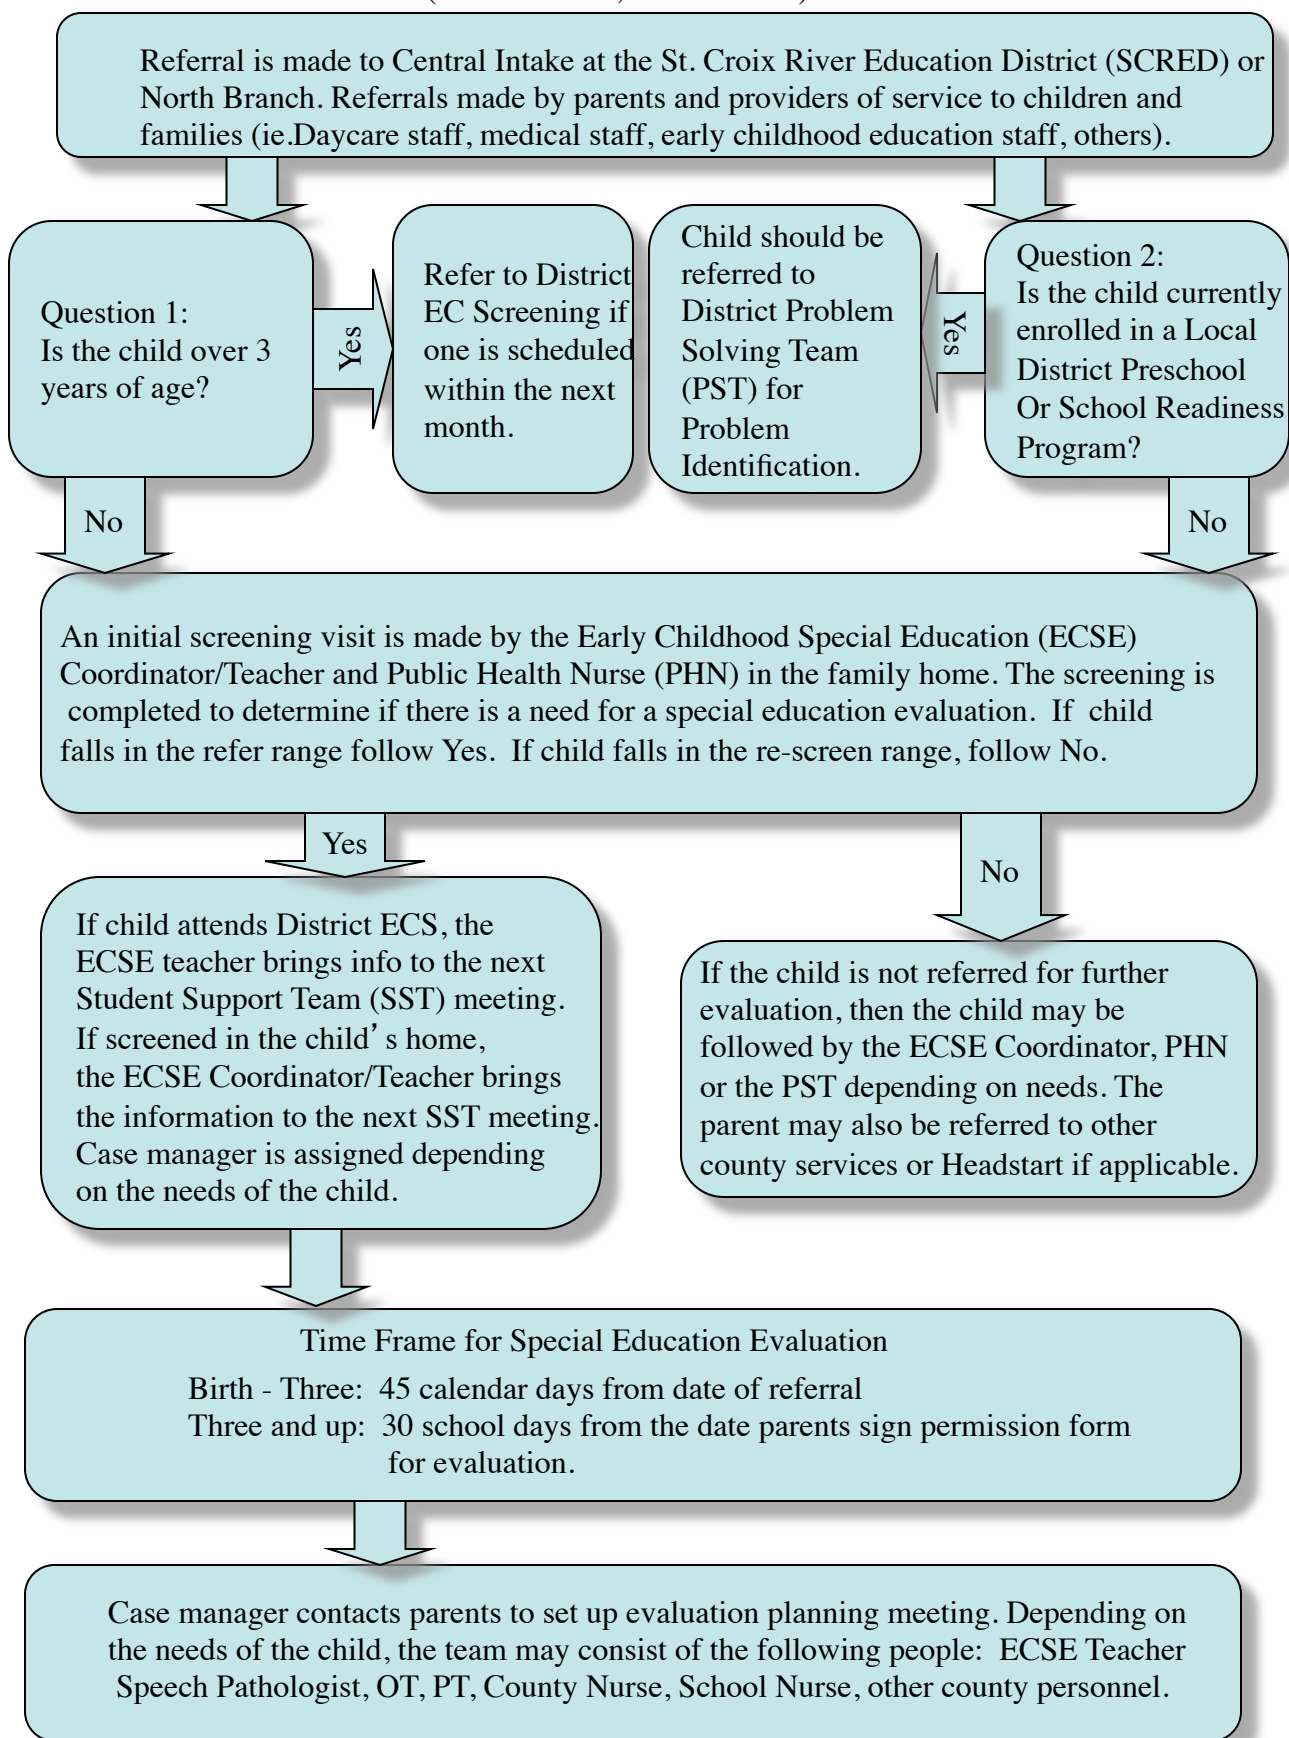 Referral is made to Central Intake at the St. Croix River Education District (SCRED) or
North Branch. Referrals made by parents and providers of service to children and
families (ie.Daycare staff, medical staff, early childhood education staff, others).
Question 1:
Is the child over 3
years of age?
Yes
Refer to District
EC Screening if
one is scheduled
within the next
month.
Child should be
referred to
District Problem
Solving Team
(PST) for
Problem
Identification.
Yes
Question 2:
Is the child currently
enrolled in a Local
District Preschool
Or School Readiness
Program?
No
No
An initial screening visit is made by the Early Childhood Special Education (ECSE)
Coordinator/Teacher and Public Health Nurse (PHN) in the family home. The screening is
completed to determine if there is a need for a special education evaluation.  If  child
falls in the refer range follow Yes.  If child falls in the re-screen range, follow No.
Yes
No
If child attends District ECS, the
ECSE teacher brings info to the next
Student Support Team (SST) meeting.
If screened in the child’ s home,
the ECSE Coordinator/Teacher brings
the information to the next SST meeting.
Case manager is assigned depending
on the needs of the child.
If the child is not referred for further
evaluation, then the child may be
followed by the ECSE Coordinator, PHN
or the PST depending on needs. The
parent may also be referred to other
county services or Headstart if applicable.
Time Frame for Special Education Evaluation
Birth - Three:  45 calendar days from date of referral
Three and up:  30 school days from the date parents sign permission form
for evaluation.
Case manager contacts parents to set up evaluation planning meeting. Depending on
the needs of the child, the team may consist of the following people:  ECSE Teacher
Speech Pathologist, OT, PT, County Nurse, School Nurse, other county personnel.